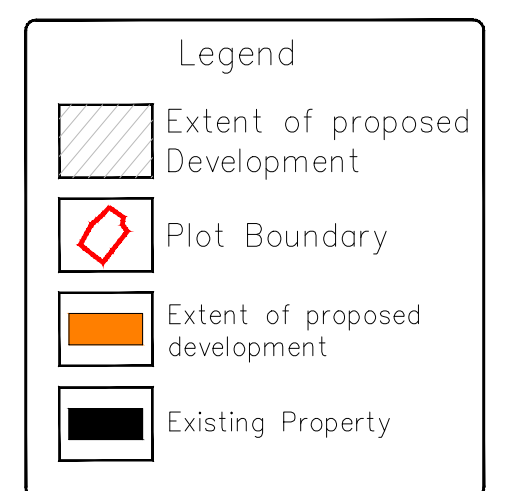 Legend
Extent of proposed
Development
Plot Boundary
Extent of proposed
development
Existing Property